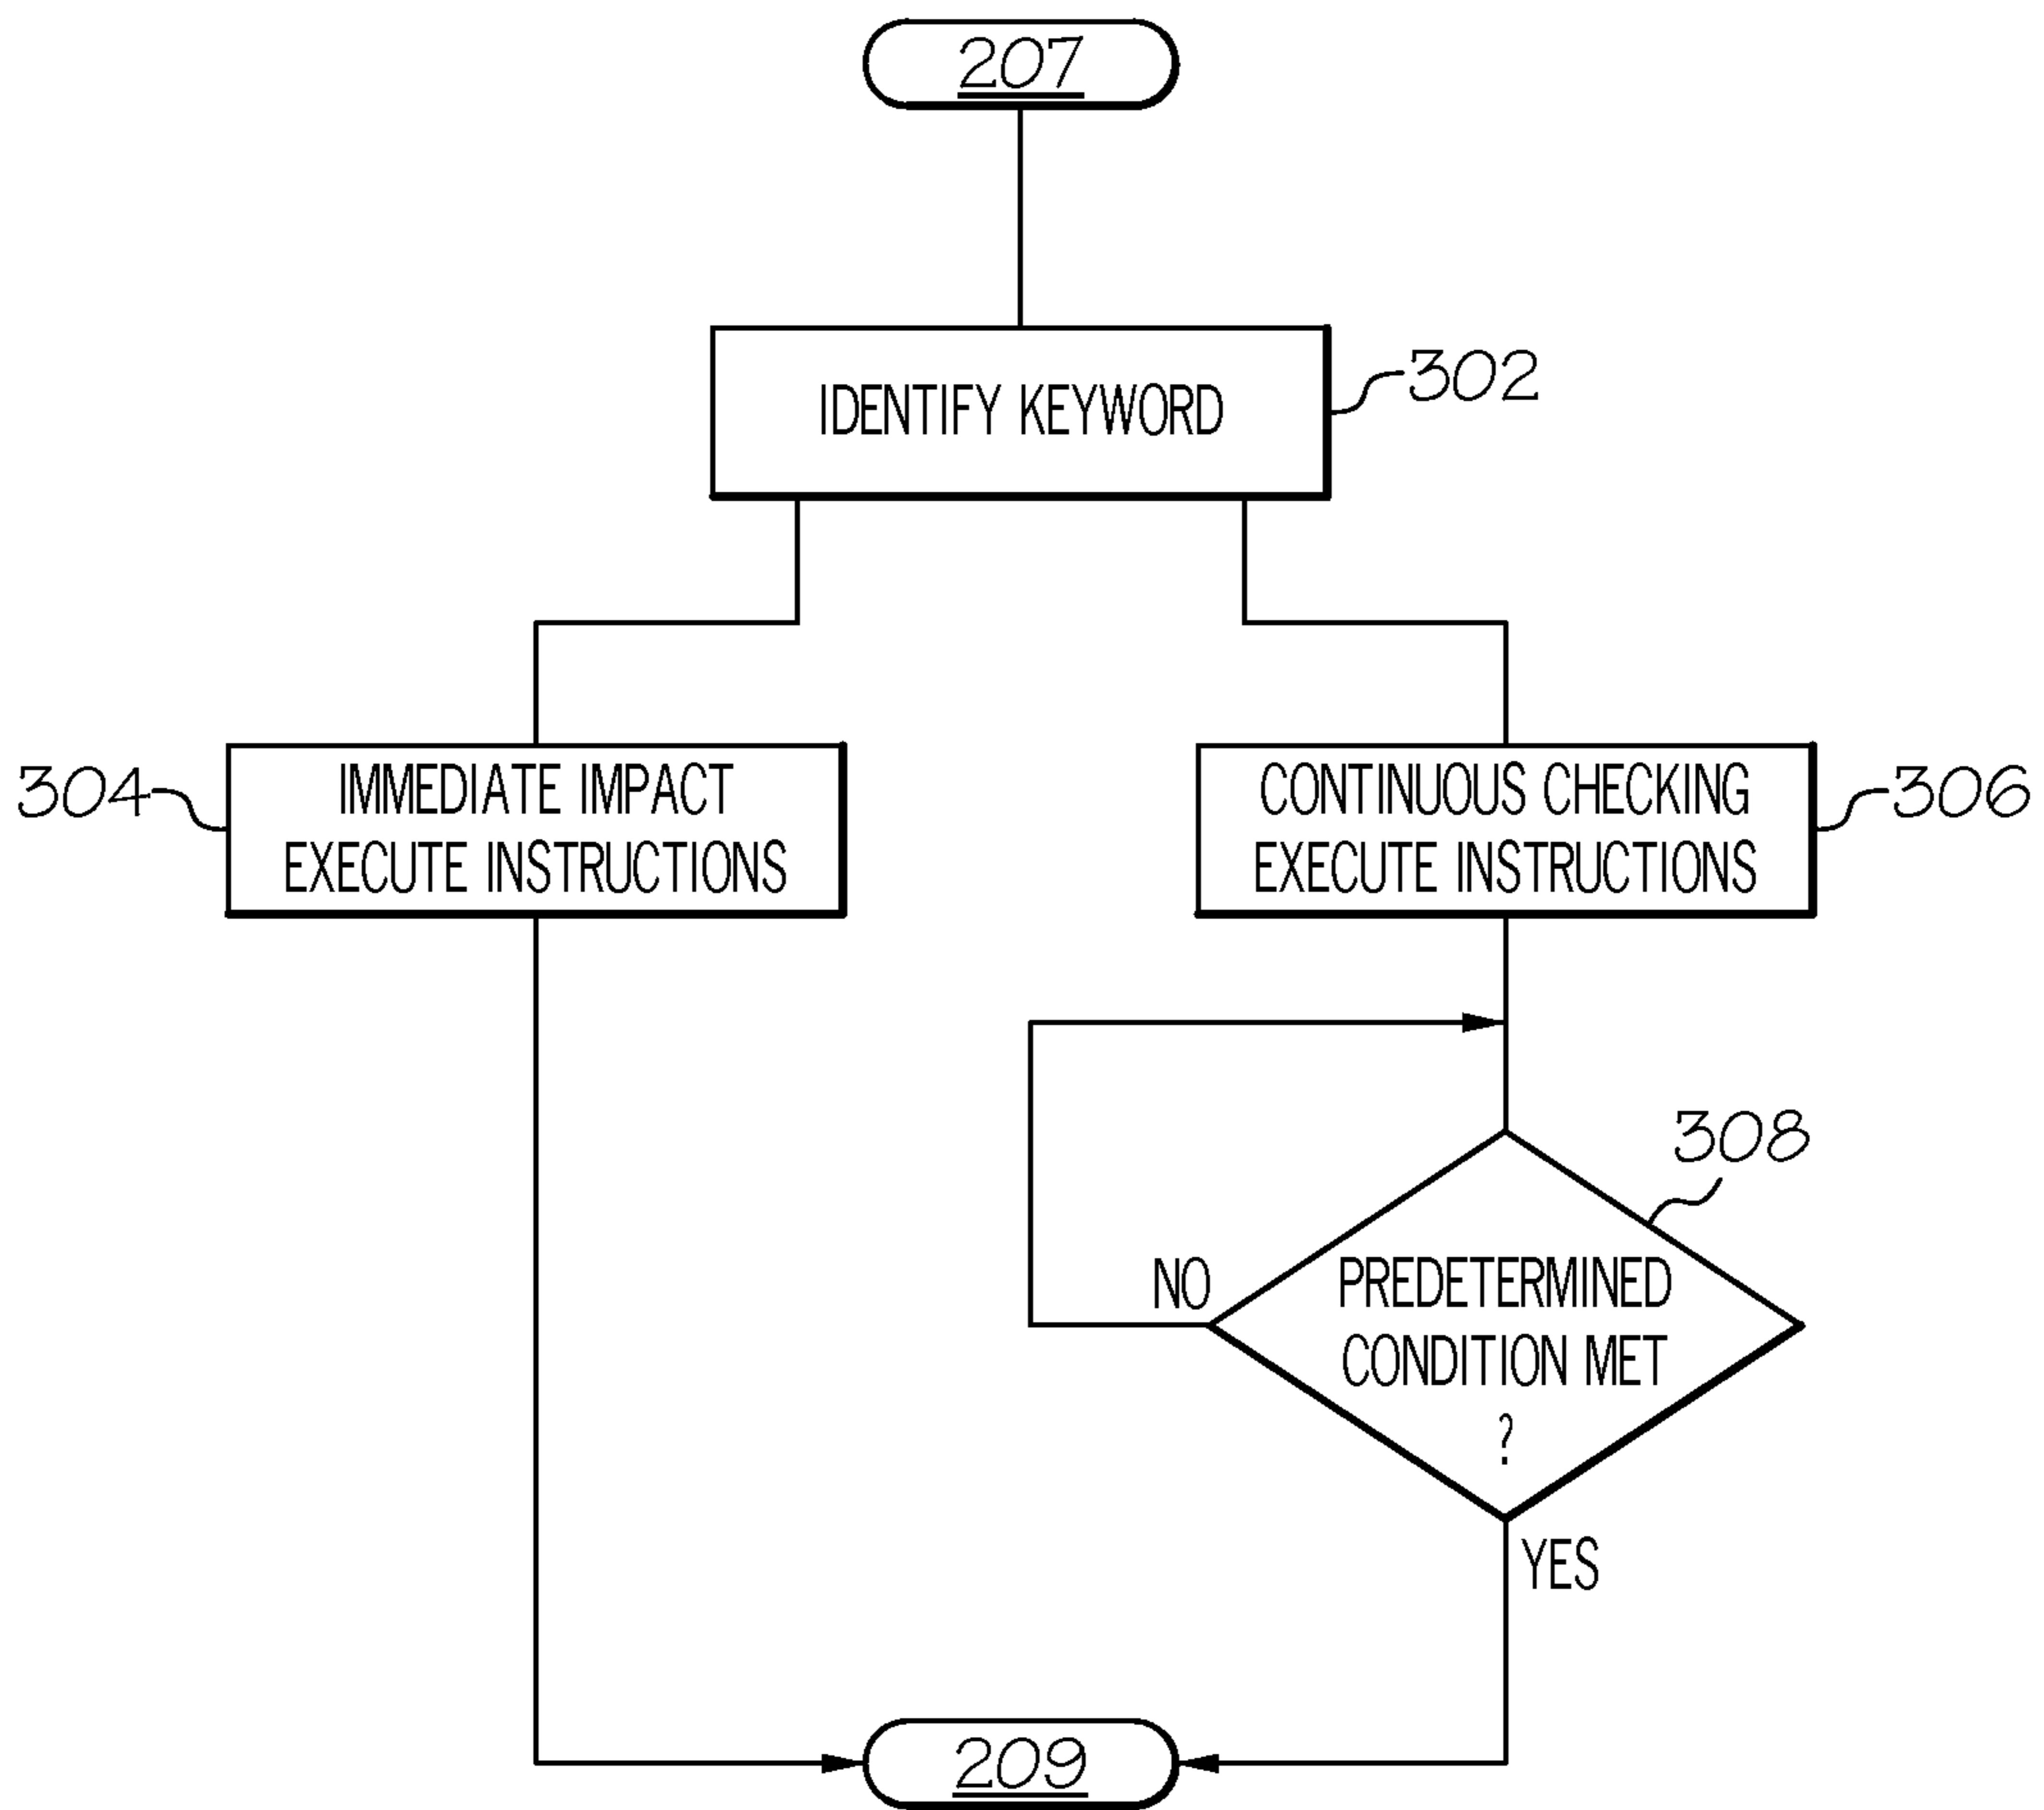 207
IDENTIFY KEYWORD
302
304
IMMEDIATE IMPACT
EXECUTE INSTRUCTIONS
CONTINUOUS CHECKING
EXECUTE INSTRUCTIONS
306
308
NO
PREDETERMINED
CONDITION MET
?
YES
209